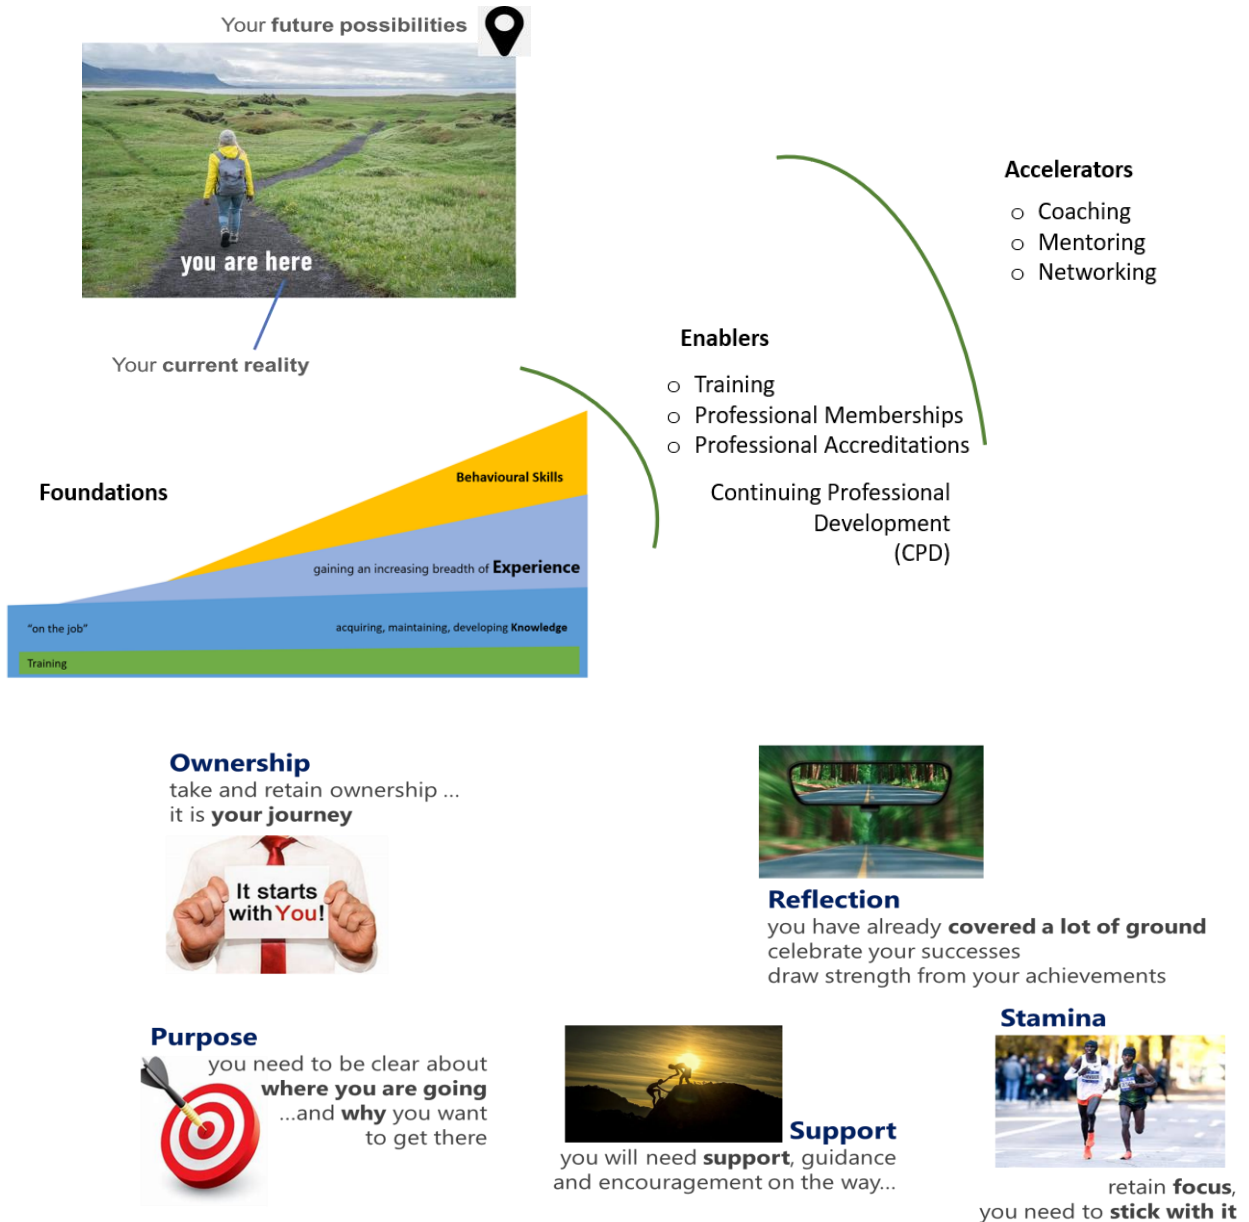 Your future possibilities
you are here
Your current reality
Accelerators
o Coaching
o Mentoring
o Networking
Enablers
o Training
o Professional Memberships
o Professional Accreditations
Continuing Professional
Development
(CPD)
Foundations
Behavioural Skills
gaining an increasing breadth of Experience
"on the job"
acquiring, maintaining, developing Knowledge
Training
Ownership
take and retain ownership ...
it is your journey
It starts
with You!
Reflection
you have already covered a lot of ground
celebrate your successes
draw strength from your achievements
Purpose
you need to be clear about
where you are going
...and why you want
to get there
Support
you will need support, guidance
and encouragement on the way...
Stamina
retain focus,
you need to stick with it